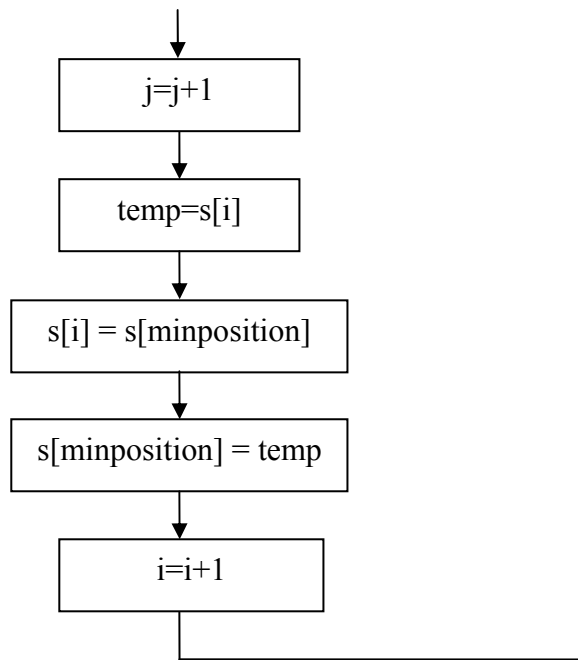 j=j+1
temp=s[i]
s[i] = s[minposition]
s[minposition] = temp
i=i+1